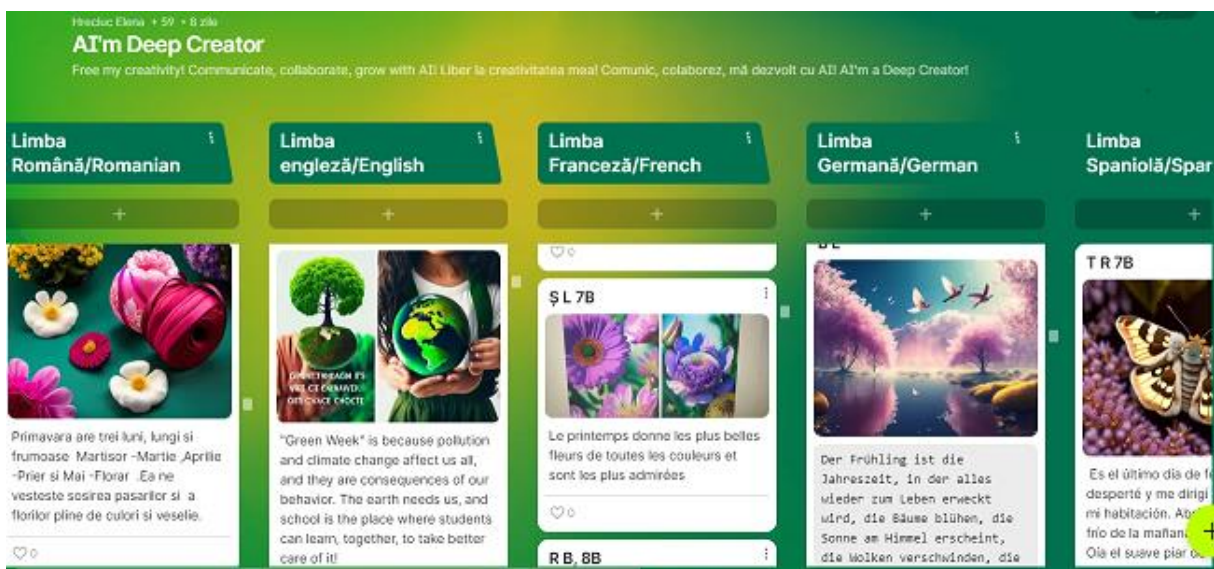 Hreciuc Elena + 59 • 8 zile
AI'm Deep Creator
Free my creativity! Communicate, collaborate, grow with AI! Liber la creativitatea mea! Comunic, colaborez, mă dezvolt cu AI! AI'm a Deep Creator!
Limba
Română/Romanian
Primavara are trei luni, lungi si
frumoase Martisor -Martie ,Aprilie
-Prier si Mai -Florar .Ea ne
vesteste sosirea pasarilor si a
florilor pline de culori si veselie.
0
Limba
engleză/English
"Green Week" is because pollution
and climate change affect us all,
and they are consequences of our
behavior. The earth needs us, and
school is the place where students
can learn, together, to take better
care of it!
Limba
Franceză/French
0
Ș L 7B
Le printemps donne les plus belles
fleurs de toutes les couleurs et
sont les plus admirées
0
R B, 8B
Limba
Germană/German
Der Frühling ist die
Jahreszeit, in der alles
wieder zum Leben erweckt
wird, die Bäume blühen, die
Sonne am Himmel erscheint,
die Wolken verschwinden, die
Limba
Spaniolă/Spar
T R 7B
Es el último día de
desperté y me dirigí
mi habitación.
frío de la mañana
Oía el suave piar